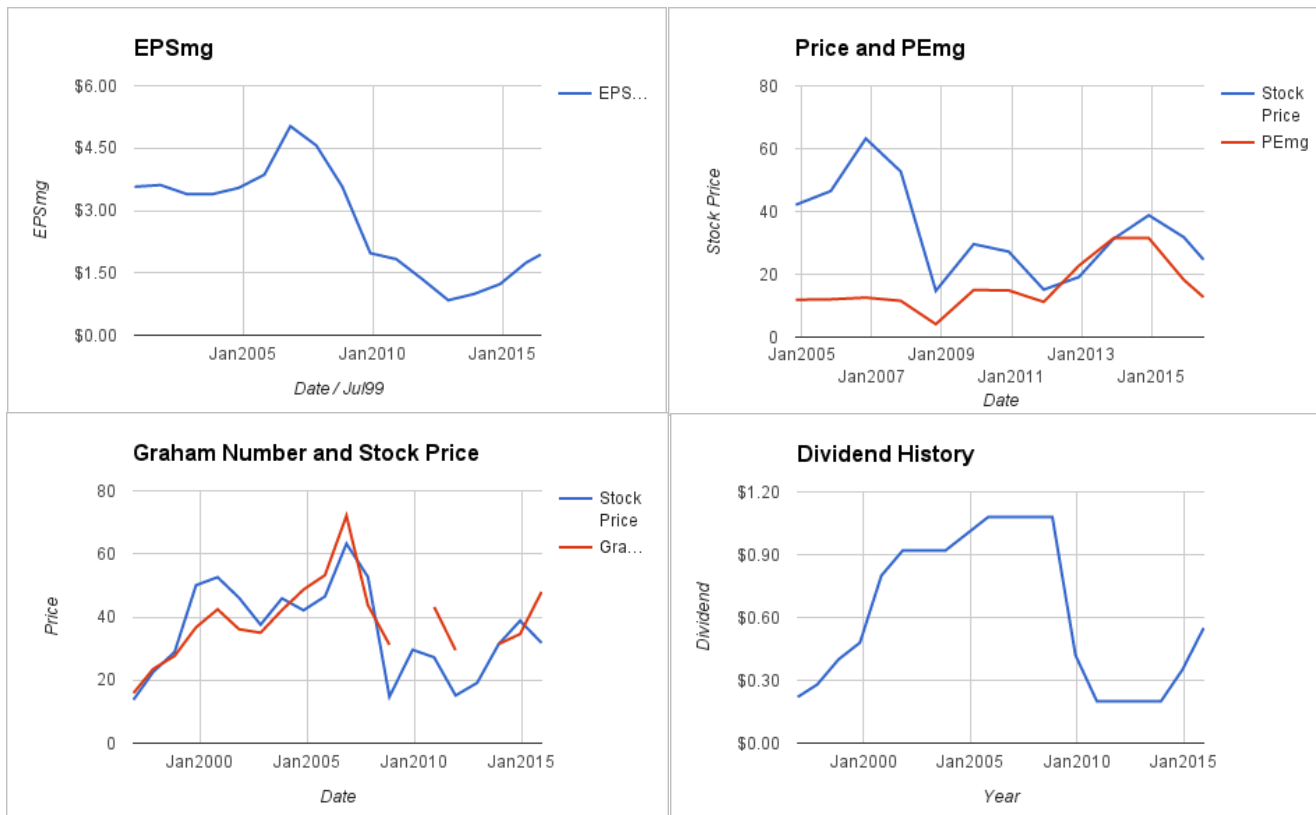 EPSmg
$6.00
$4.50
$3.00
$1.50
$0.00
EPSmg
Jan2005 Jan2010 Jan2015
Date / Jul99
EPS...
Price and PEmg
80
60
40
20
0
Stock Price
Jan2005 Jan2009 Jan2013
Jan2007 Jan2011 Jan2015
Date
Stock
Price
PEmg
Graham Number and Stock Price
80
60
40
20
0
Price
Jan2000 Jan2005 Jan2010 Jan2015
Date
Stock
Price
Gra...
Dividend History
$1.20
$0.90
$0.60
$0.30
$0.00
Dividend
Jan2000 Jan2005 Jan2010 Jan2015
Year